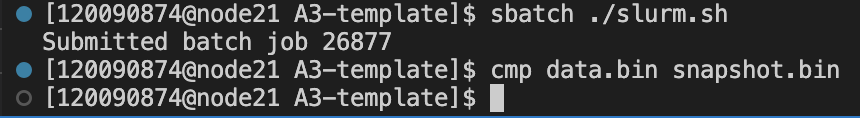 [120090874@node21 A3-template]$ sbatch ./slurm.sh
Submitted batch job 26877
[120090874@node21 A3-template]$ cmp data.bin snapshot.bin
[120090874@node21 A3-template]$